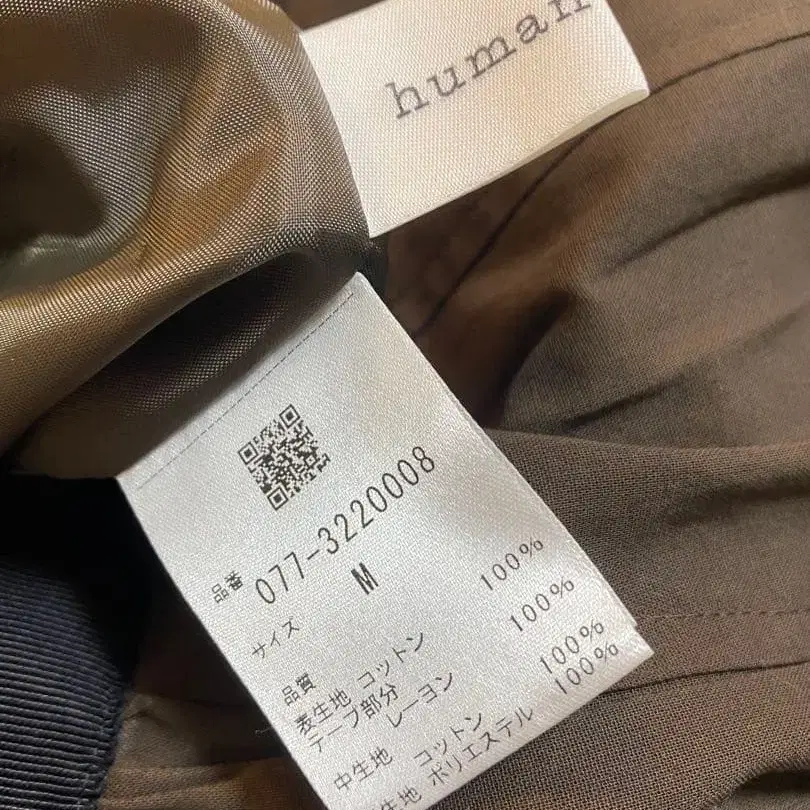 human
品番 077-3220008
サイズ M
品質
表生地 コットン 100%
テープ部分
レーヨン 100%
中生地 コットン 100%
生地 ポリエステル 100%